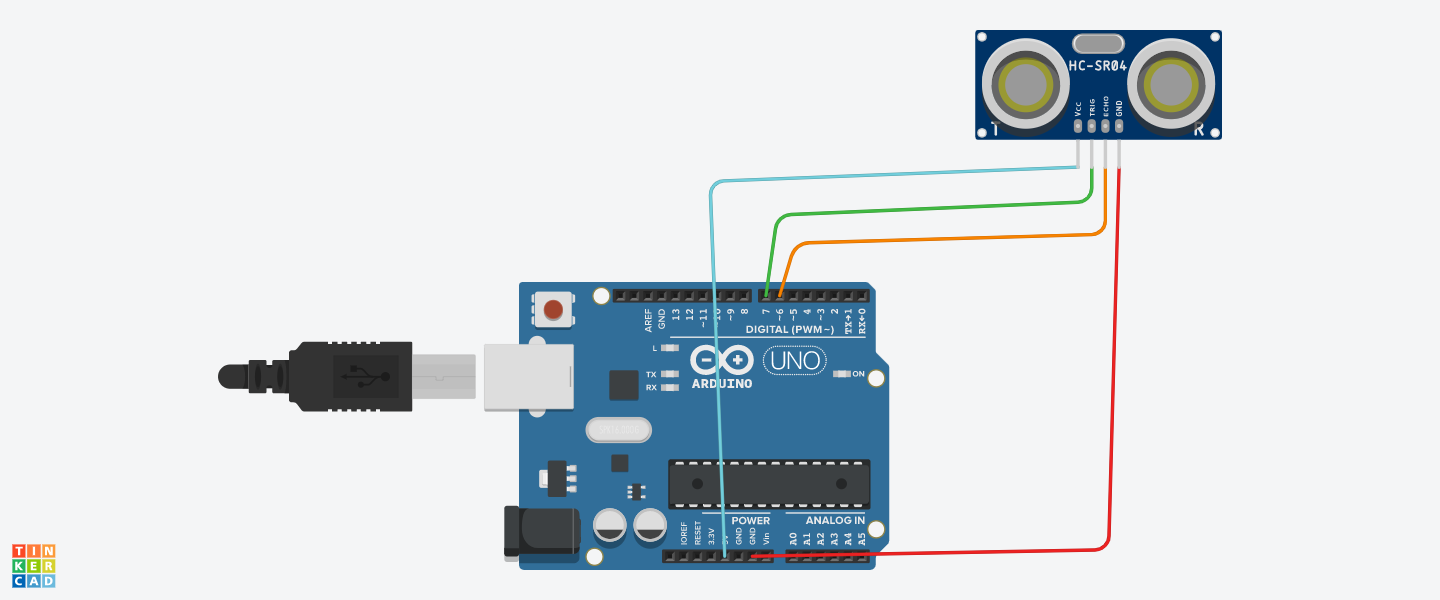 HC-SR04
VCC
TRIG
ECHO
GND
T
R
AREF
GND
13
12
~11
10
~9
8
7
~6
~5
4
~3
2
TX→1
RX←0
DIGITAL (PWM~)
L
TX
RX
ARDUINO
UNO
ON
POWER
ANALOG IN
IOREF
RESET
3.3V
GND
GND
Vin
A0
A1
A2
A3
A4
A5
TIN
KER
CAD